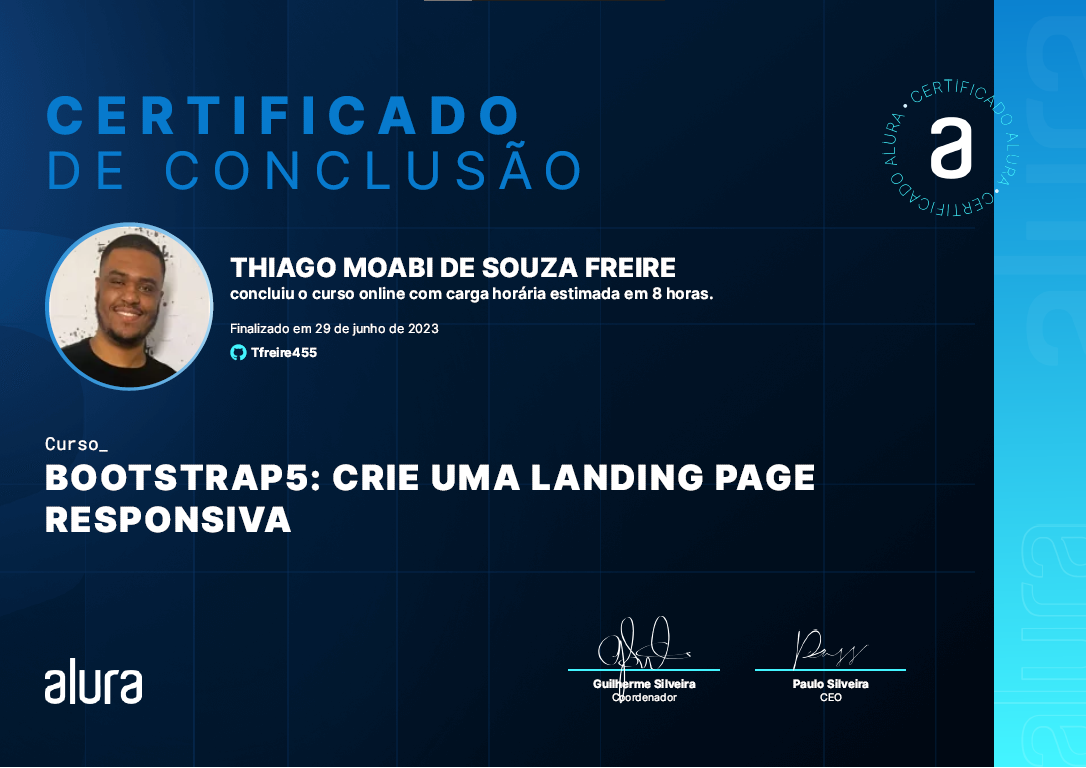 CERTIFICADO
DE CONCLUSÃO
CERTIFICADO ALURA • CERTIFICADO ALURA •
a
THIAGO MOABI DE SOUZA FREIRE
concluiu o curso online com carga horária estimada em 8 horas.
Finalizado em 29 de junho de 2023
Tfreire455
Curso_
BOOTSTRAP5: CRIE UMA LANDING PAGE
RESPONSIVA
alura
Guilherme Silveira
Coordenador
Paulo Silveira
CEO
alura
alura